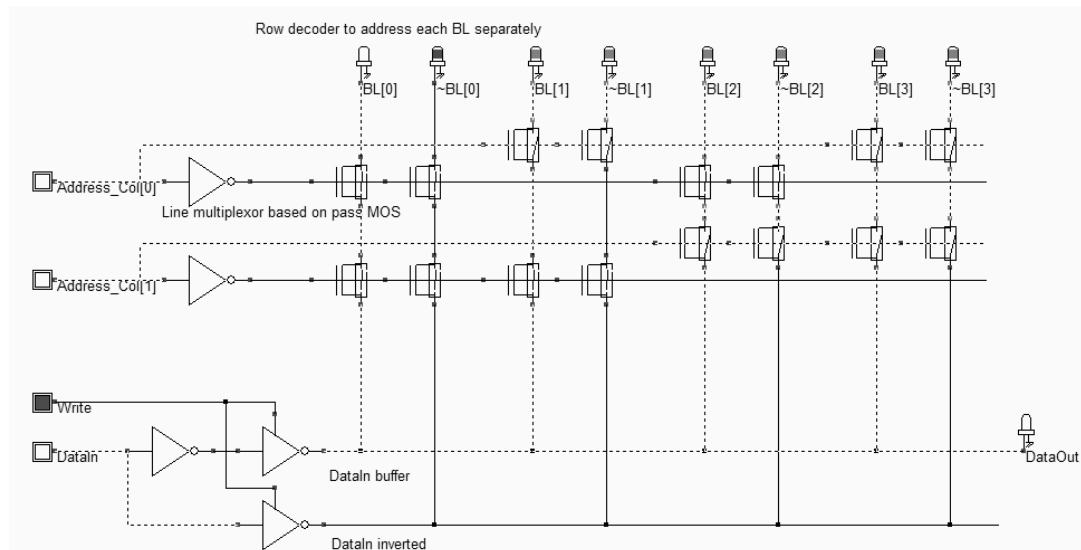 Row decoder to address each BL separately
BL[0]
~BL[0]
BL[1]
~BL[1]
BL[2]
~BL[2]
BL[3]
~BL[3]
Address_Col[0]
Line multiplexor based on pass MOS
Address_Col[1]
Write
DataIn
DataIn buffer
DataOut
DataIn inverted